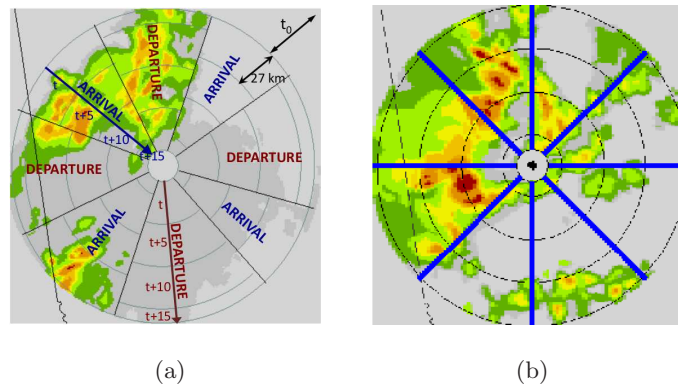 t₀
27 km
DEPARTURE
ARRIVAL
ARRIVAL
t
t+5
t+10
t+15
DEPARTURE
DEPARTURE
ARRIVAL
ARRIVAL
DEPARTURE
t
t+5
t+10
t+15
(a)
(b)